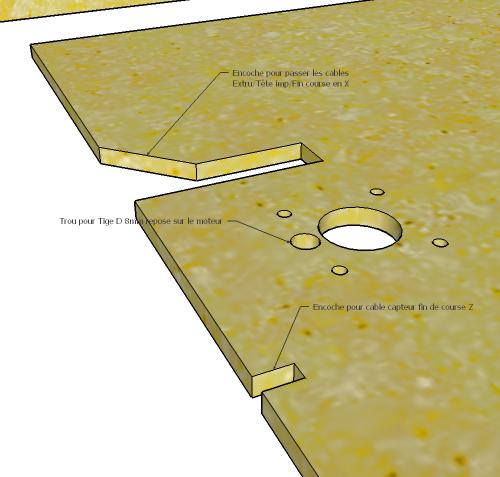 Encoche pour passer les cables
Extru/Tête imp/Fin course en X
Trou pour Tige D 8mm repose sur le moteur
Encoche pour cable capteur fin de course Z